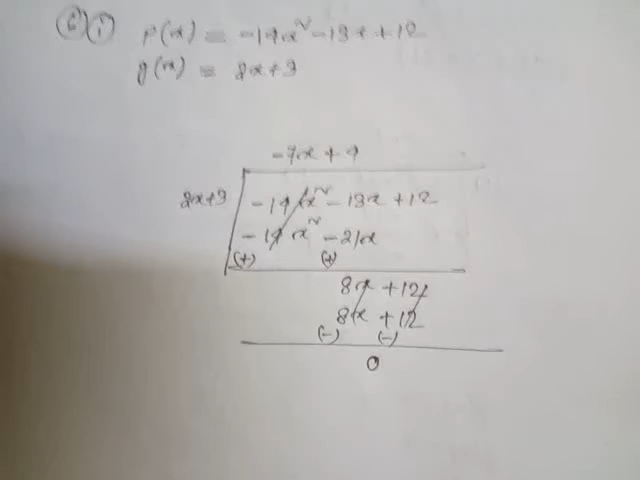 (6) (i) p(x) = -14x² - 13x + 12
g(x) = 2x + 3
-7x + 4
2x+3
-14x² - 13x + 12
-14x² - 21x
(+) (+)
8x + 12
8x + 12
(-) (-)
0